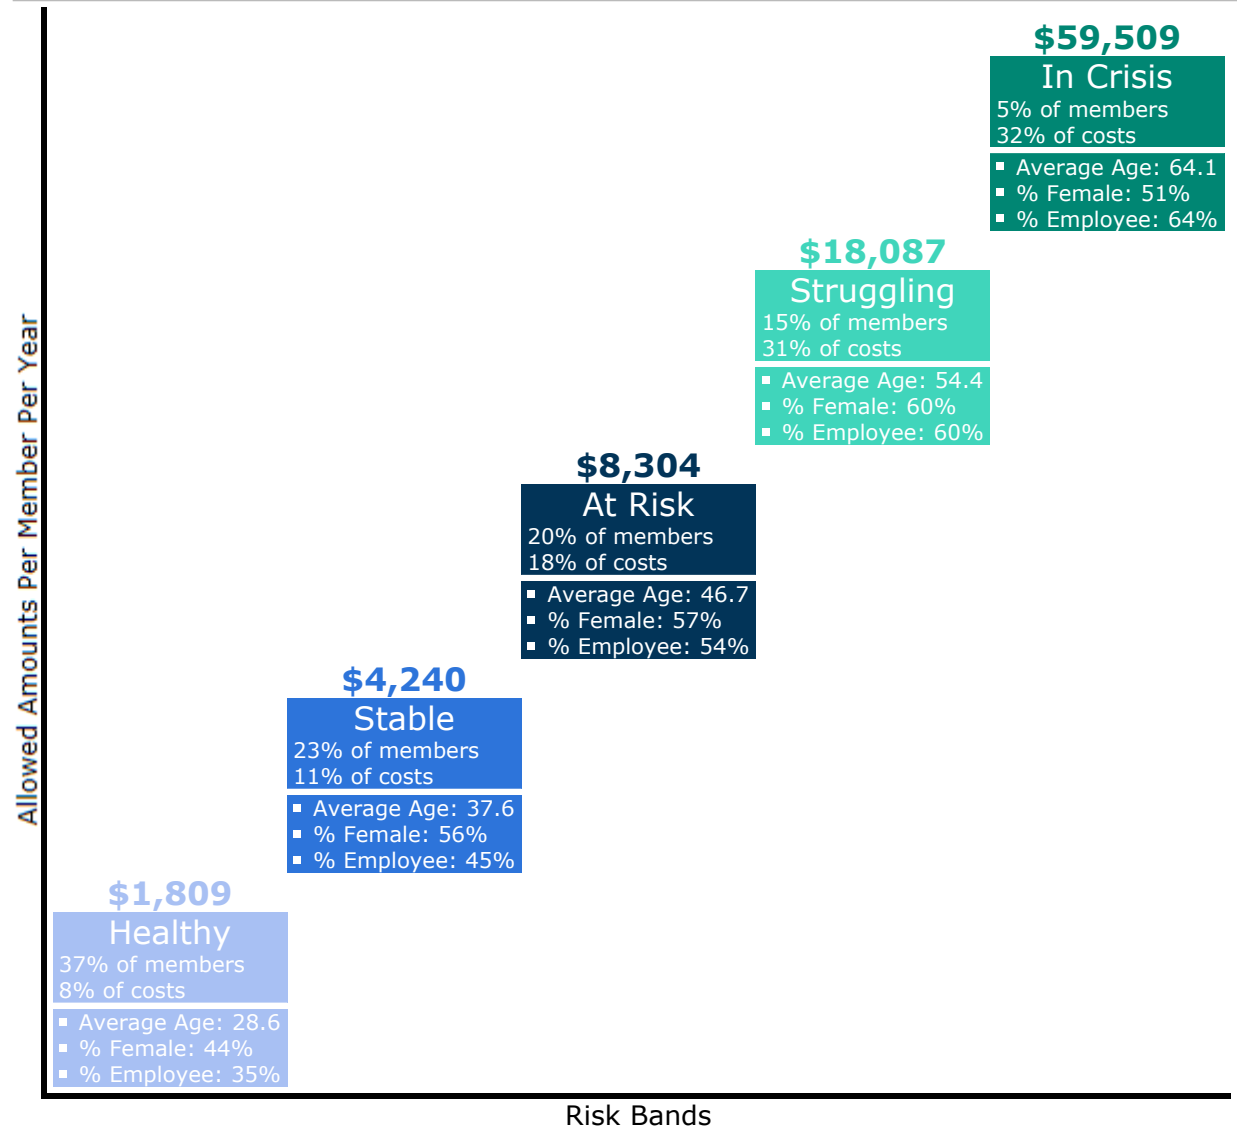 $59,509
In Crisis
5% of members
32% of costs
Average Age: 64.1
% Female: 51%
% Employee: 64%
$18,087
Struggling
15% of members
31% of costs
Average Age: 54.4
% Female: 60%
% Employee: 60%
$8,304
At Risk
20% of members
18% of costs
Average Age: 46.7
% Female: 57%
% Employee: 54%
$4,240
Stable
23% of members
11% of costs
Average Age: 37.6
% Female: 56%
% Employee: 45%
$1,809
Healthy
37% of members
8% of costs
Average Age: 28.6
% Female: 44%
% Employee: 35%
Allowed Amounts Per Member Per Year
Risk Bands